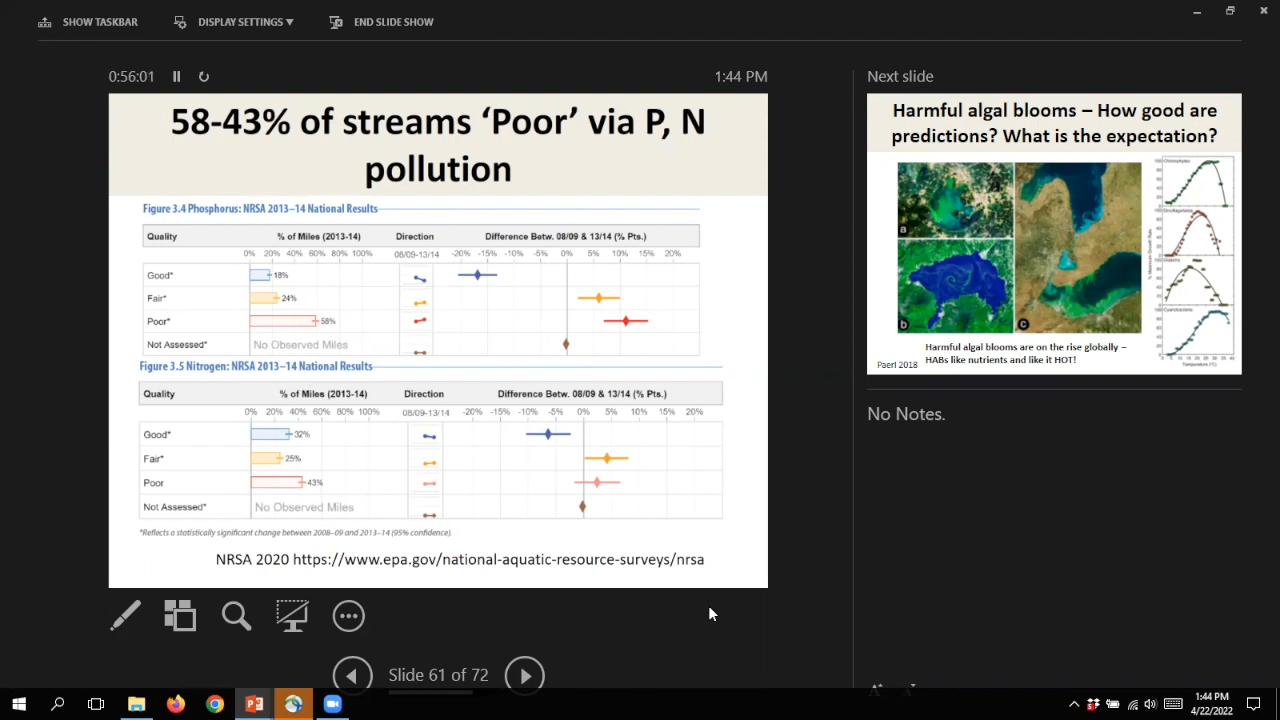 SHOW TASKBAR DISPLAY SETTINGS ▼ END SLIDE SHOW
0:56:01 1:44 PM
58-43% of streams ‘Poor’ via P, N
pollution
Figure 3.4 Phosphorus: NRSA 2013–14 National Results
Quality % of Miles (2013-14) Direction Difference Betw. 08/09 & 13/14 (% Pts.)
0% 20% 40% 60% 80% 100% 08/09-13/14 -20% -15% -10% -5% 0% 5% 10% 15% 20%
Good* 18%
Fair* 24%
Poor* 58%
Not Assessed* No Observed Miles
Figure 3.5 Nitrogen: NRSA 2013–14 National Results
Quality % of Miles (2013-14) Direction Difference Betw. 08/09 & 13/14 (% Pts.)
0% 20% 40% 60% 80% 100% 08/09-13/14 -20% -15% -10% -5% 0% 5% 10% 15% 20%
Good* 32%
Fair* 25%
Poor 43%
Not Assessed* No Observed Miles
*Reflects a statistically significant change between 2008–09 and 2013–14 (95% confidence).
NRSA 2020 https://www.epa.gov/national-aquatic-resource-surveys/nrsa
Slide 61 of 72
Next slide
Harmful algal blooms – How good are
predictions? What is the expectation?
a
b
c
Chlorophytes
Dinoflagellates
Diatoms
Cyanobacteria
% Maximum Growth Rate
Temperature (°C)
Harmful algal blooms are on the rise globally –
HABs like nutrients and like it HOT!
Paerl 2018
No Notes.
1:44 PM
4/22/2022